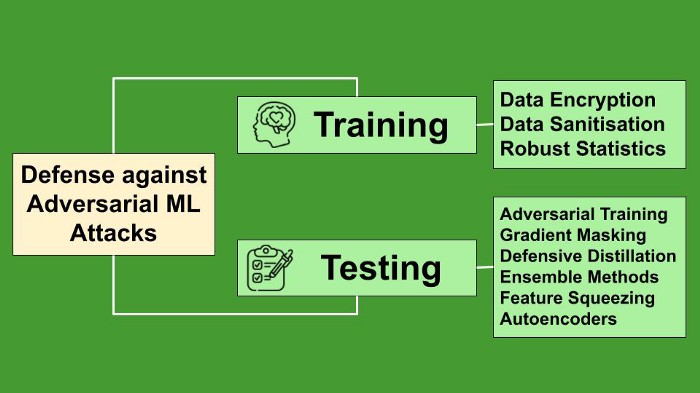 Defense against
Adversarial ML
Attacks
Training
Data Encryption
Data Sanitisation
Robust Statistics
Testing
Adversarial Training
Gradient Masking
Defensive Distillation
Ensemble Methods
Feature Squeezing
Autoencoders